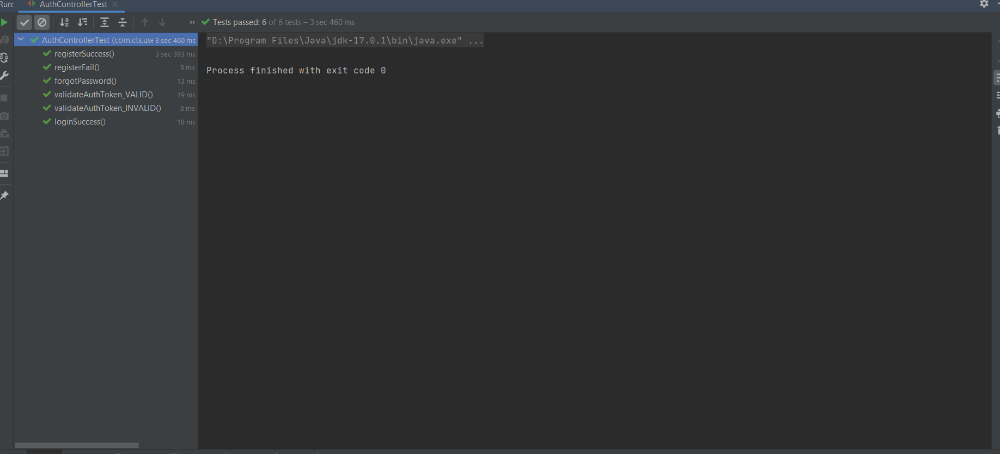 Run: AuthControllerTest
Tests passed: 6 of 6 tests – 3 sec 460 ms
AuthControllerTest (com.cts.use 3 sec 460 ms
registerSuccess() 3 sec 393 ms
registerFail() 9 ms
forgotPassword() 13 ms
validateAuthToken_VALID() 19 ms
validateAuthToken_INVALID() 8 ms
loginSuccess() 18 ms
"D:\Program Files\Java\jdk-17.0.1\bin\java.exe" ...
Process finished with exit code 0